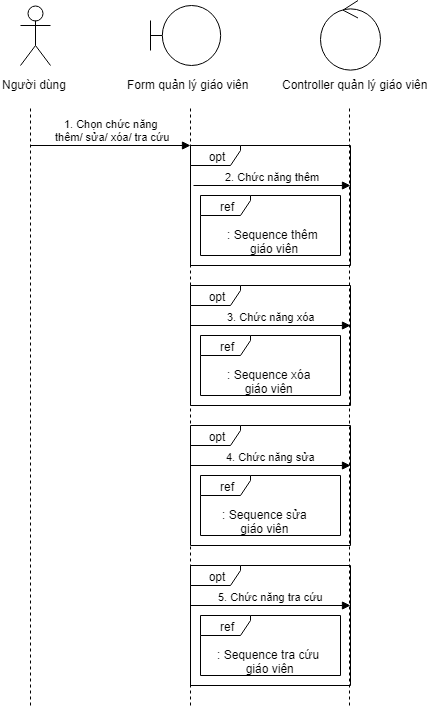 Người dùng
Form quản lý giáo viên
Controller quản lý giáo viên
1. Chọn chức năng
thêm/ sửa/ xóa/ tra cứu
opt
2. Chức năng thêm
ref
: Sequence thêm
giáo viên
opt
3. Chức năng xóa
ref
: Sequence xóa
giáo viên
opt
4. Chức năng sửa
ref
: Sequence sửa
giáo viên
opt
5. Chức năng tra cứu
ref
: Sequence tra cứu
giáo viên